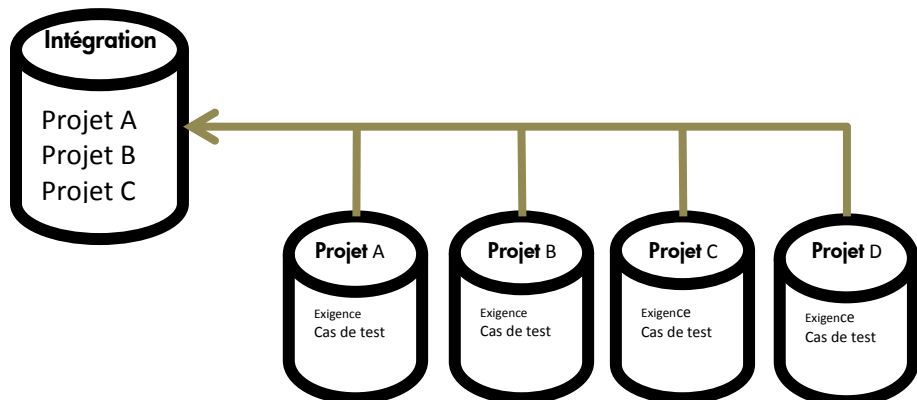 Intégration
Projet A
Projet B
Projet C
Projet A
Exigence
Cas de test
Projet B
Exigence
Cas de test
Projet C
Exigence
Cas de test
Projet D
Exigence
Cas de test